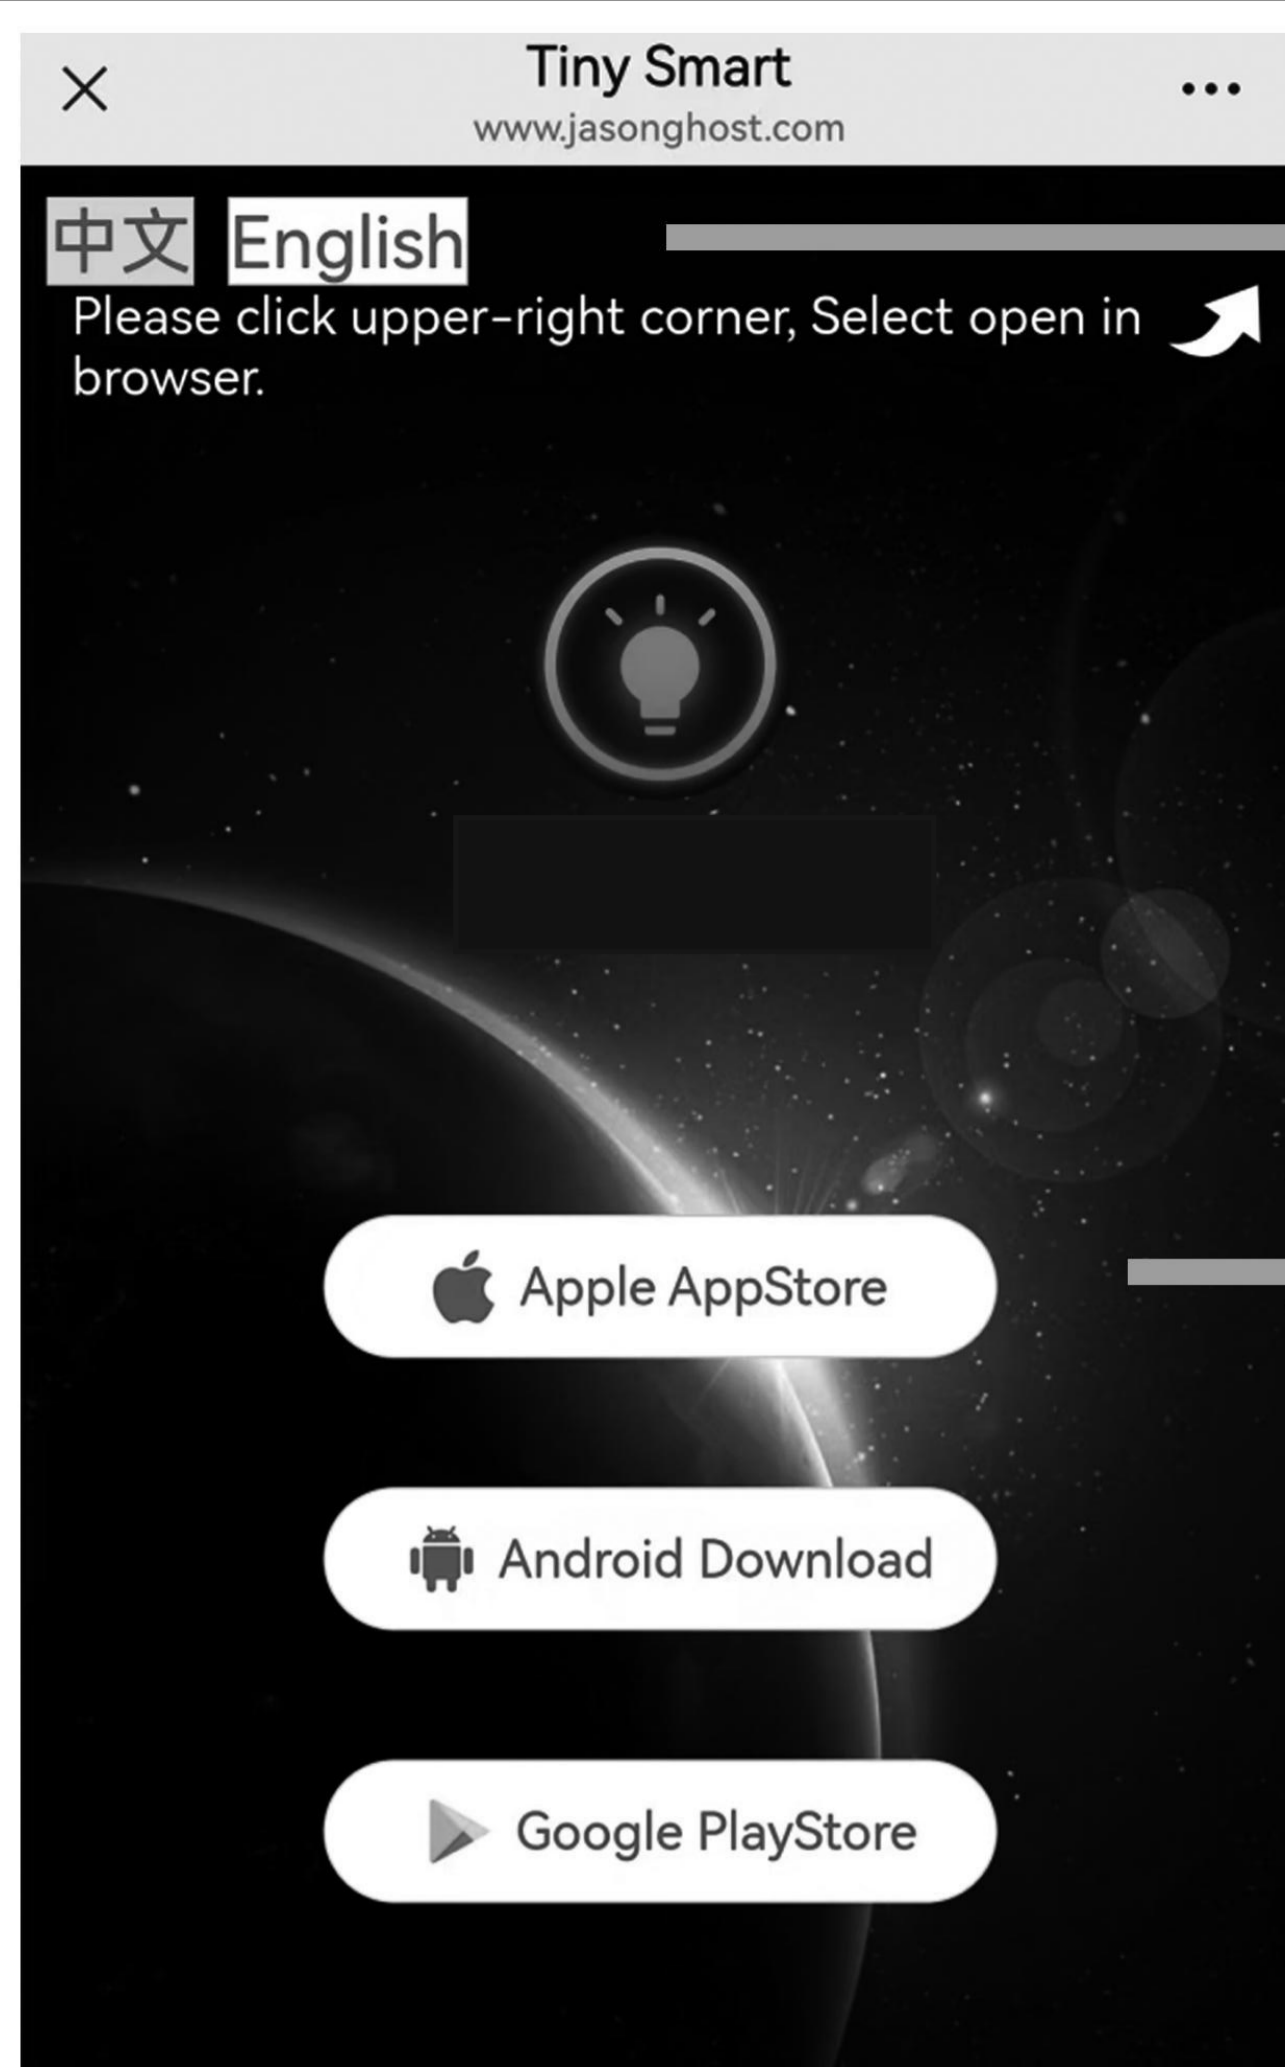 Tiny Smart
www.jasonghost.com
中文 English
Please click upper-right corner, Select open in
browser.
Apple AppStore
Android Download
Google PlayStore